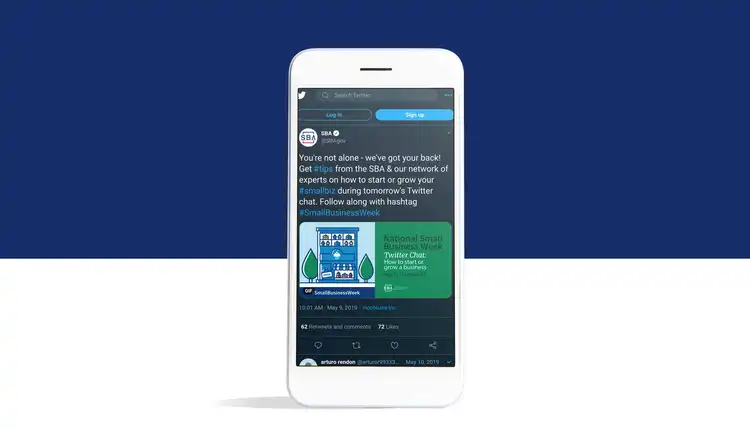 Search Twitter
Log in
Sign up
SBA
SBA
@SBAgov
You're not alone - we've got your back!
Get #tips from the SBA & our network of
experts on how to start or grow your
#smallbiz during tomorrow's Twitter
chat. Follow along with hashtag
#SmallBusinessWeek
National Small
Business Week
Twitter Chat:
How to start or
grow a business
SBA
GIF
SmallBusinessWeek
10:01 AM · May 9, 2019 ·
62 Retweets and comments 72 Likes
arturo rendon
May 10, 2019